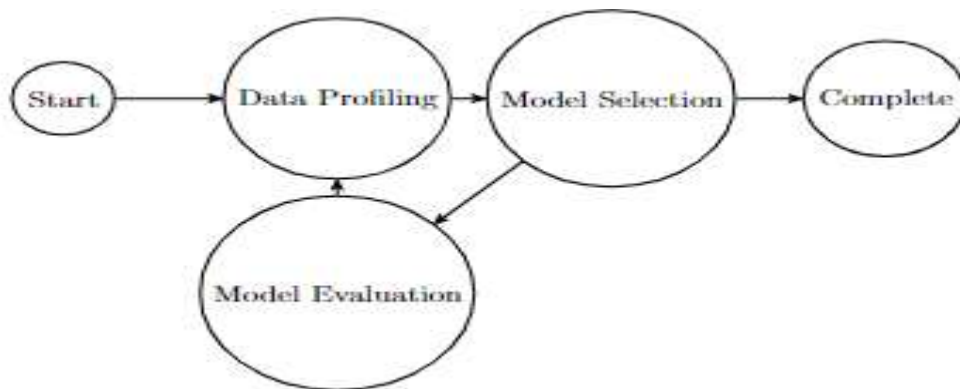 Start
Data Profiling
Model Selection
Complete
Model Evaluation